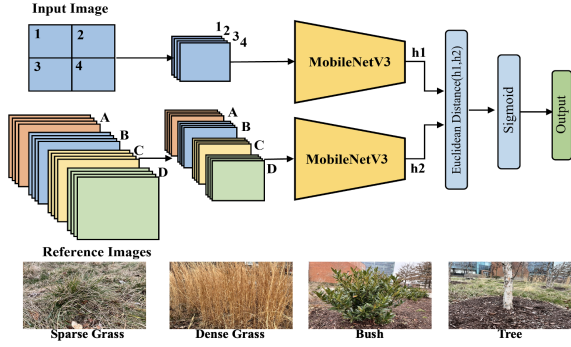 Input Image
1 2
3 4
1
2
3
4
MobileNetV3
h1
A
B
C
D
A
B
C
D
MobileNetV3
h2
Euclidean Distance(h1,h2)
Sigmoid
Output
Reference Images
Sparse Grass
Dense Grass
Bush
Tree